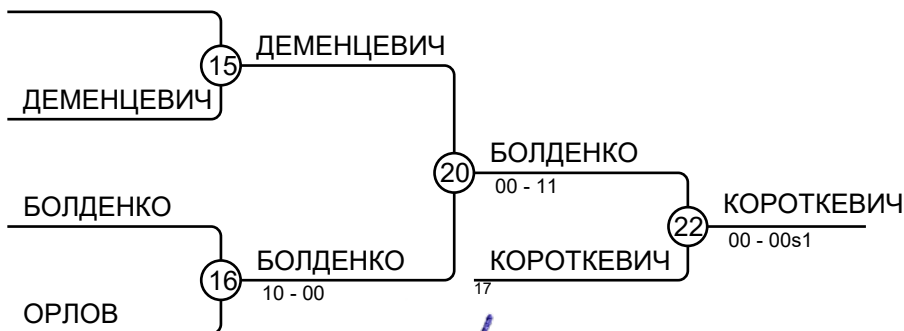 15
ДЕМЕНЦЕВИЧ
ДЕМЕНЦЕВИЧ
20
БОЛДЕНКО
00 - 11
БОЛДЕНКО
22
КОРОТКЕВИЧ
00 - 00s1
16
БОЛДЕНКО
10 - 00
КОРОТКЕВИЧ
17
ОРЛОВ